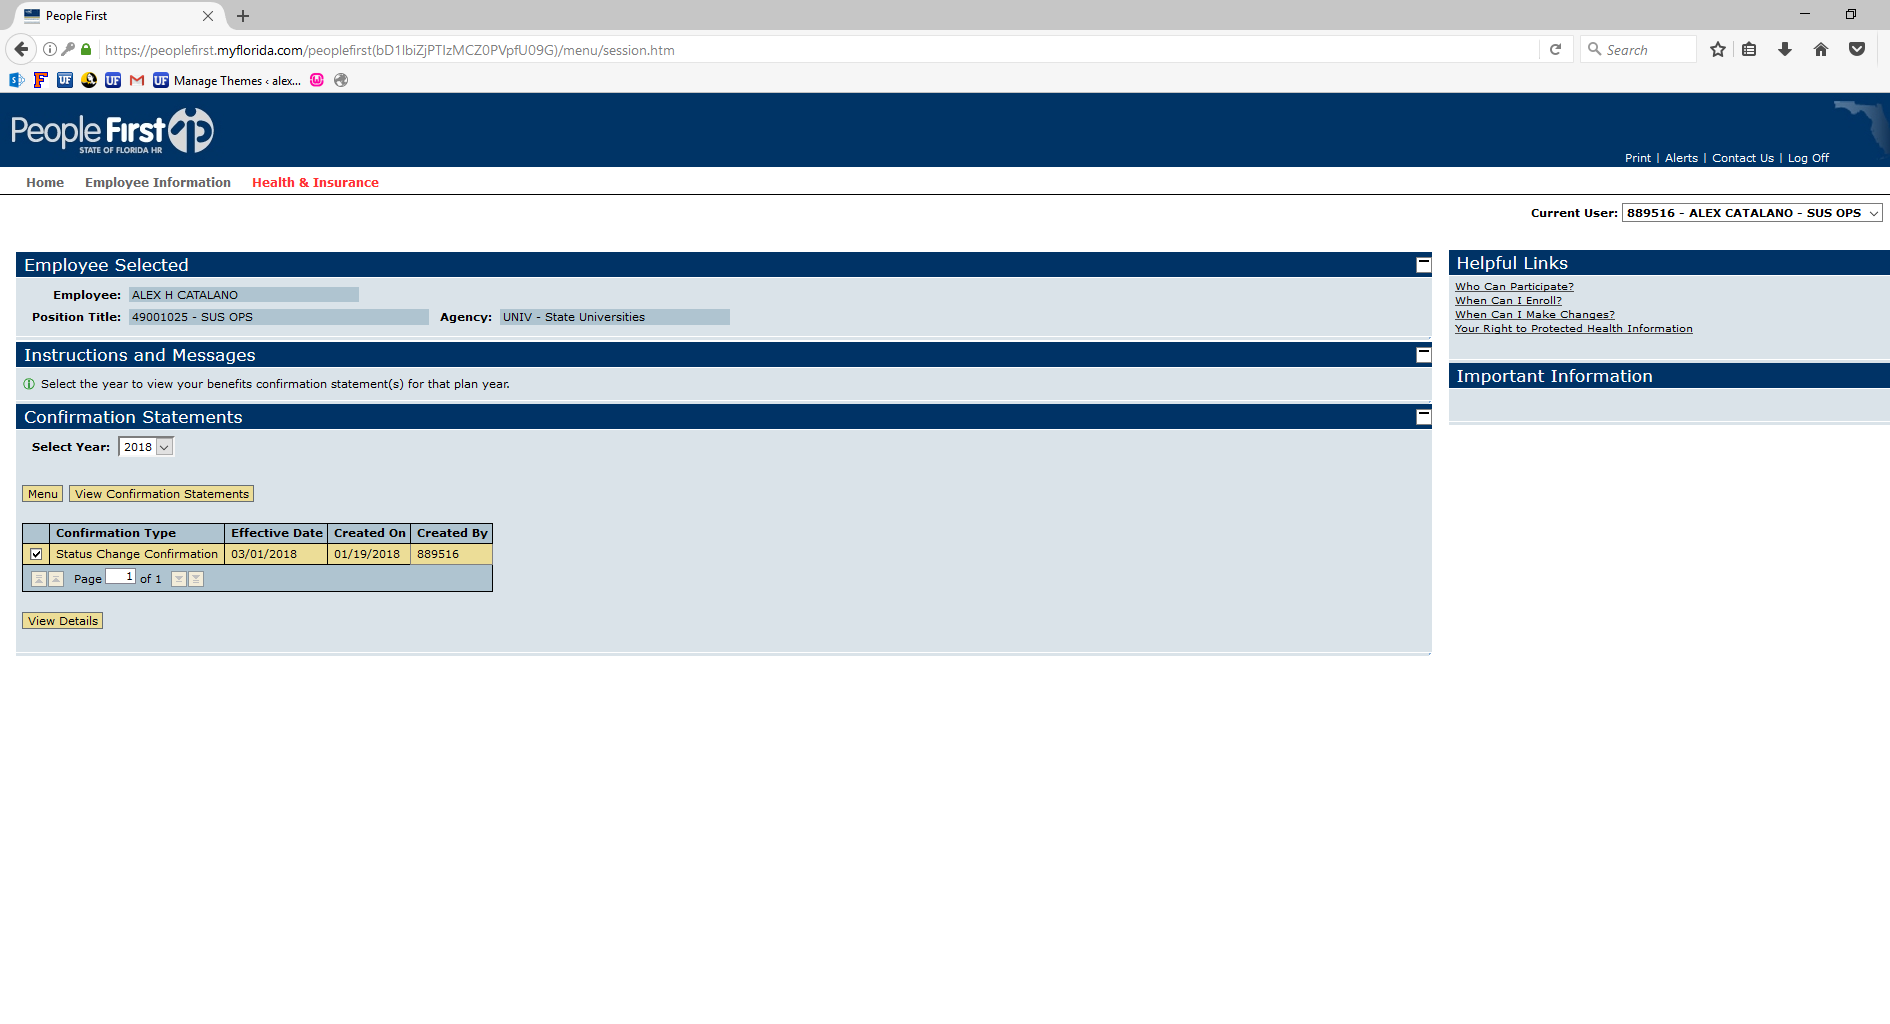 People First
https://peoplefirst.myflorida.com/peoplefirst(bD1lbiZjPTIzMCZ0PVpfU09G)/menu/session.htm
Search
S F UF UF M UF Manage Themes ‹ alex...
People First
STATE OF FLORIDA HR
Print | Alerts | Contact Us | Log Off
Home Employee Information Health & Insurance
Current User: 889516 - ALEX CATALANO - SUS OPS
Employee Selected
Employee: ALEX H CATALANO
Position Title: 49001025 - SUS OPS Agency: UNIV - State Universities
Instructions and Messages
Select the year to view your benefits confirmation statement(s) for that plan year.
Confirmation Statements
Select Year: 2018
Menu View Confirmation Statements
Confirmation Type Effective Date Created On Created By
Status Change Confirmation 03/01/2018 01/19/2018 889516
Page 1 of 1
View Details
Helpful Links
Who Can Participate?
When Can I Enroll?
When Can I Make Changes?
Your Right to Protected Health Information
Important Information